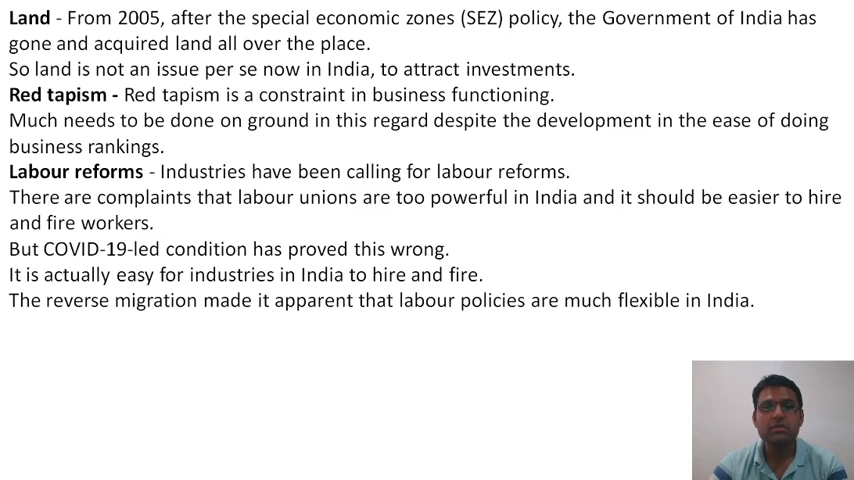 Land - From 2005, after the special economic zones (SEZ) policy, the Government of India has
gone and acquired land all over the place.
So land is not an issue per se now in India, to attract investments.
Red tapism - Red tapism is a constraint in business functioning.
Much needs to be done on ground in this regard despite the development in the ease of doing
business rankings.
Labour reforms - Industries have been calling for labour reforms.
There are complaints that labour unions are too powerful in India and it should be easier to hire
and fire workers.
But COVID-19-led condition has proved this wrong.
It is actually easy for industries in India to hire and fire.
The reverse migration made it apparent that labour policies are much flexible in India.